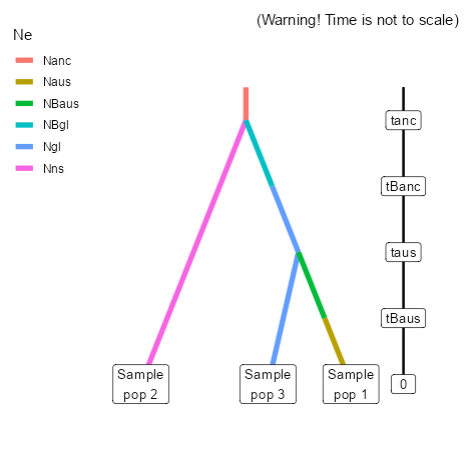 (Warning! Time is not to scale)
Ne
Nanc
Naus
NBaus
NBgl
Ngl
Nns
tanc
tBanc
taus
tBaus
0
Sample
pop 2
Sample
pop 3
Sample
pop 1